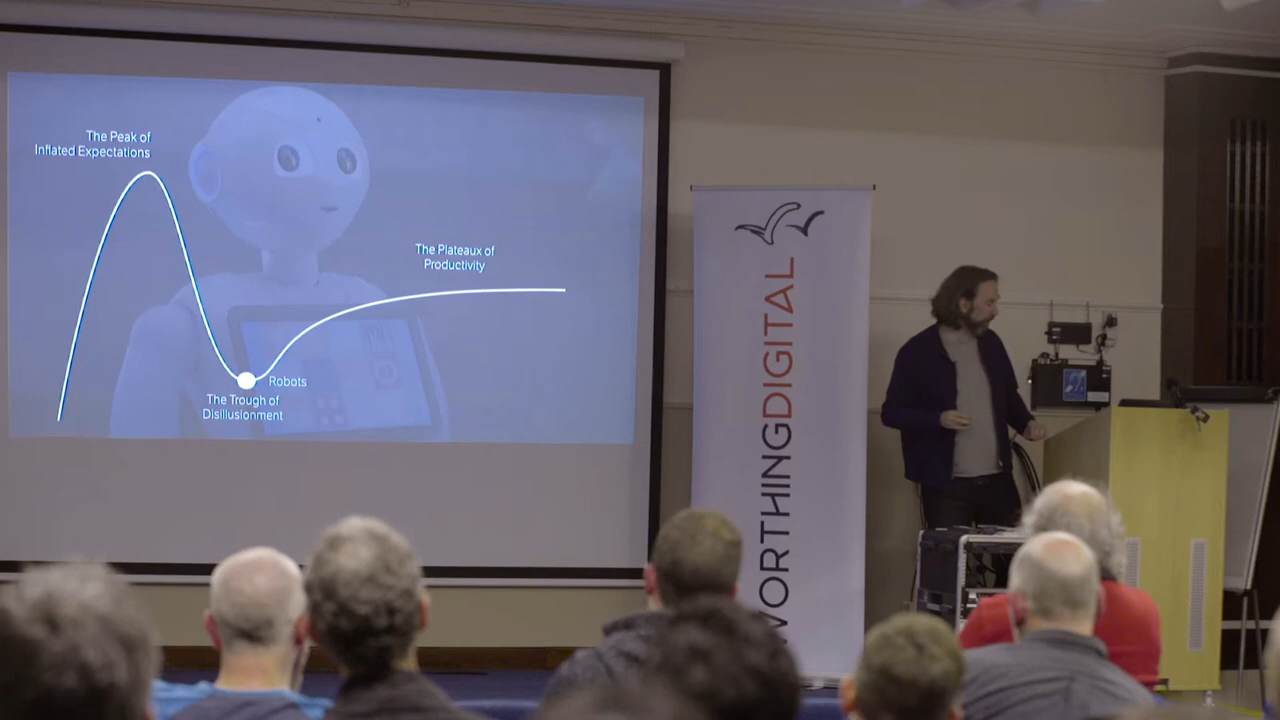 The Peak of
Inflated Expectations
The Plateaux of
Productivity
Robots
The Trough of
Disillusionment
WORTHINGDIGITAL